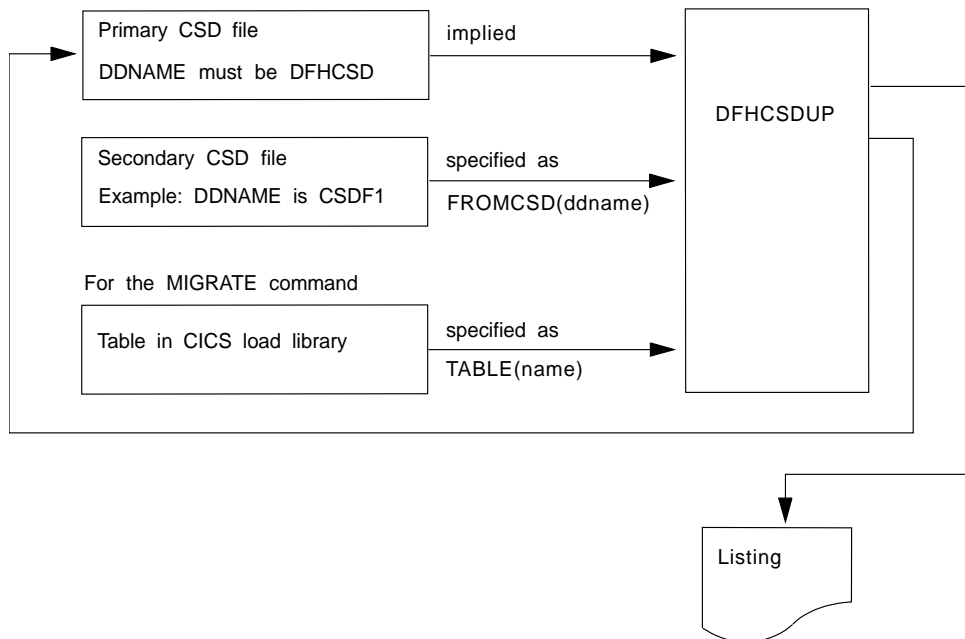 Primary CSD file
DDNAME must be DFHCSD
implied
DFHCSDUP
Secondary CSD file
Example: DDNAME is CSDF1
specified as
FROMCSD(ddname)
For the MIGRATE command
Table in CICS load library
specified as
TABLE(name)
Listing